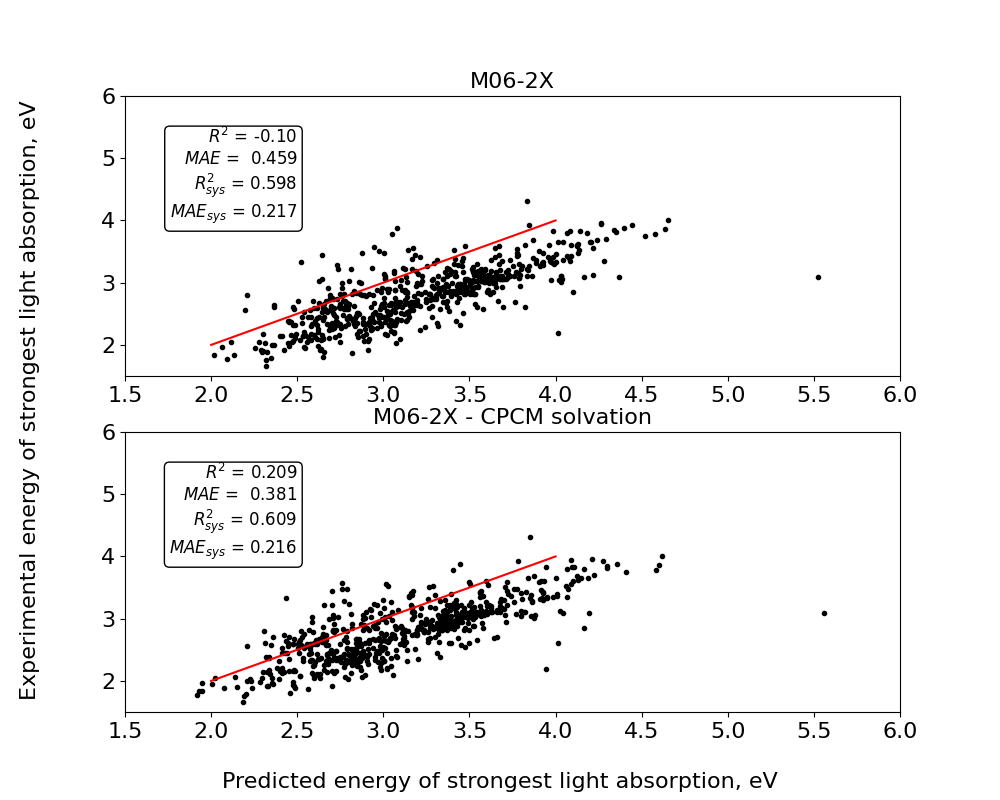 M06-2X
6
5
4
3
2
R² = -0.10
MAE = 0.459
R²sys = 0.598
MAEsys = 0.217
1.5 2.0 2.5 3.0 3.5 4.0 4.5 5.0 5.5 6.0
M06-2X - CPCM solvation
6
5
4
3
2
R² = 0.209
MAE = 0.381
R²sys = 0.609
MAEsys = 0.216
1.5 2.0 2.5 3.0 3.5 4.0 4.5 5.0 5.5 6.0
Experimental energy of strongest light absorption, eV
Predicted energy of strongest light absorption, eV